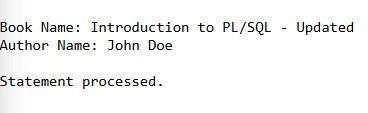 Book Name: Introduction to PL/SQL - Updated
Author Name: John Doe
Statement processed.